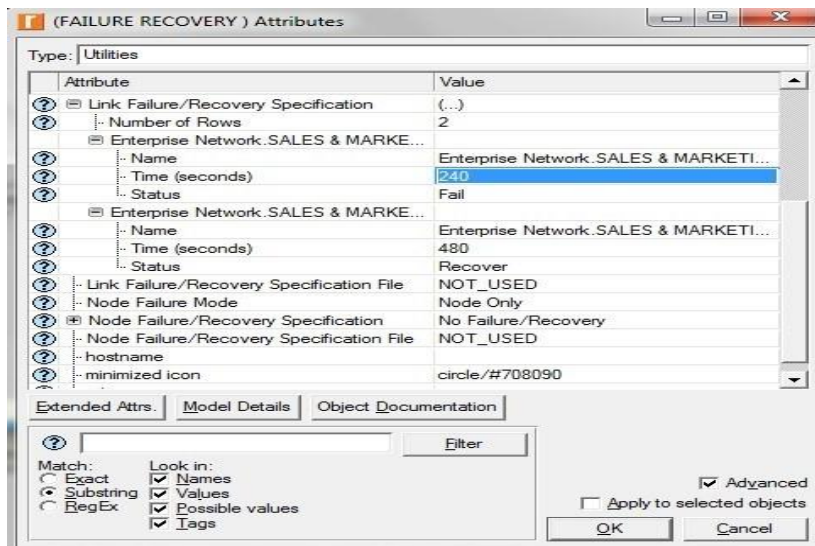 (FAILURE RECOVERY ) Attributes
Type: Utilities
Attribute Value
Link Failure/Recovery Specification (...)
Number of Rows 2
Enterprise Network.SALES & MARKE...
Name Enterprise Network.SALES & MARKETI...
Time (seconds) 240
Status Fail
Enterprise Network.SALES & MARKE...
Name Enterprise Network.SALES & MARKETI...
Time (seconds) 480
Status Recover
Link Failure/Recovery Specification File NOT_USED
Node Failure Mode Node Only
Node Failure/Recovery Specification No Failure/Recovery
Node Failure/Recovery Specification File NOT_USED
hostname
minimized icon circle/#708090
Extended Attrs. Model Details Object Documentation
Filter
Match: Look in:
Exact Names
Substring Values
RegEx Possible values
Tags
Advanced
Apply to selected objects
OK Cancel